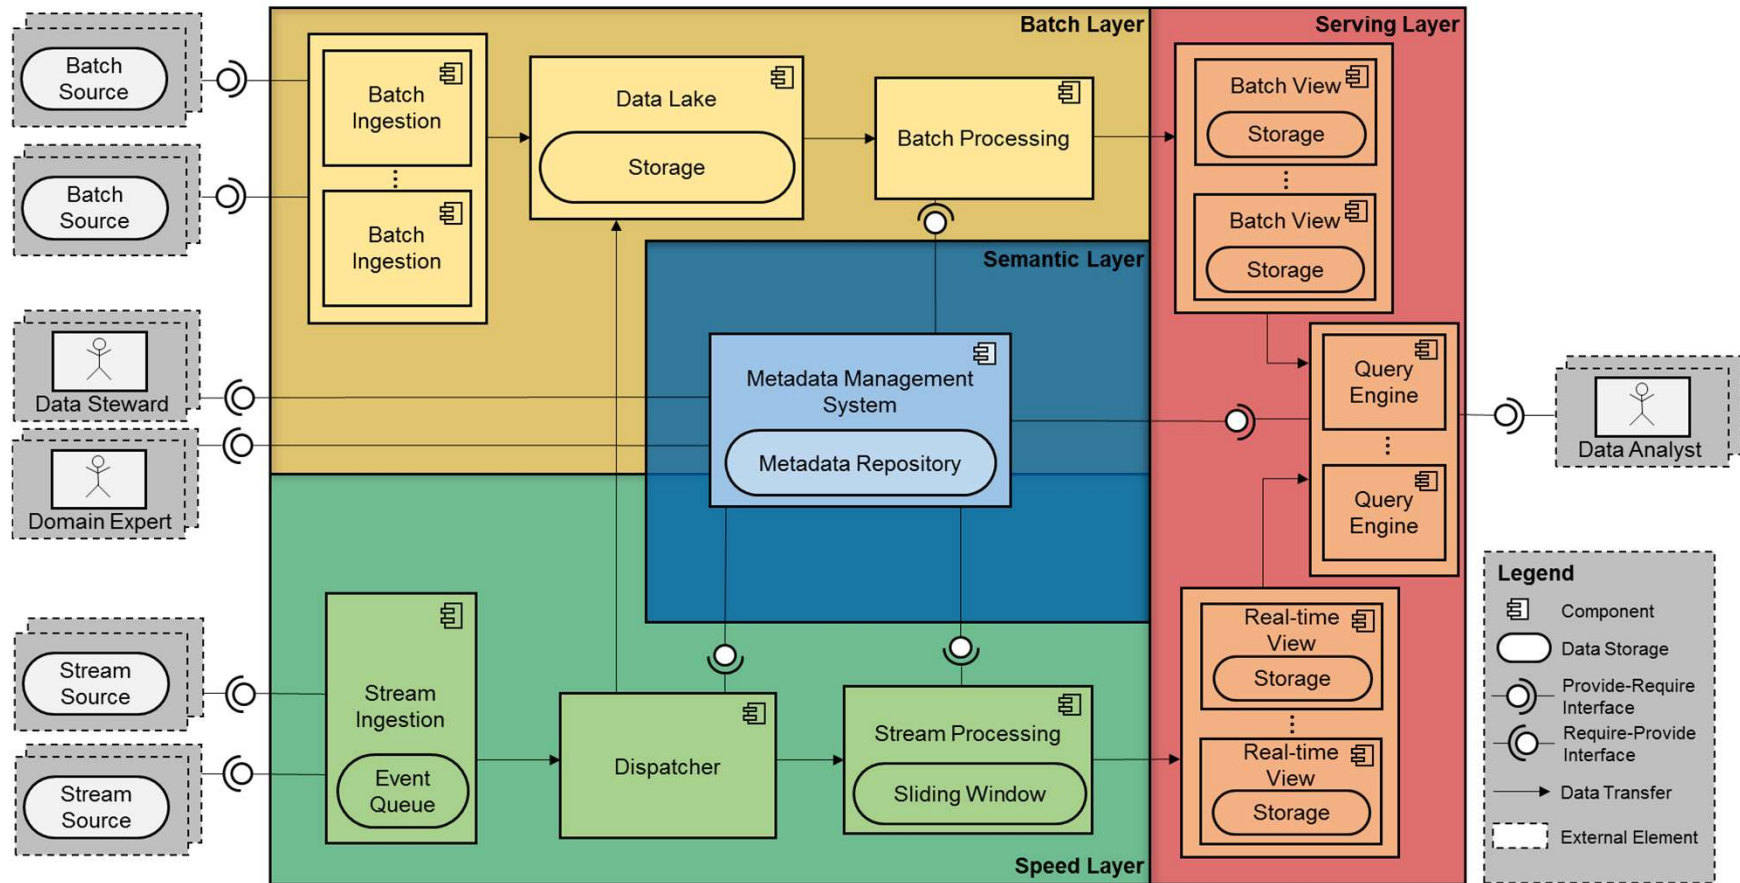 Batch
Source
Batch
Source
Data Steward
Domain Expert
Stream
Source
Stream
Source
Batch Layer
Batch
Ingestion
⋮
Batch
Ingestion
Data Lake
Storage
Batch Processing
Semantic Layer
Metadata Management
System
Metadata Repository
Stream
Ingestion
Event
Queue
Dispatcher
Stream Processing
Sliding Window
Speed Layer
Serving Layer
Batch View
Storage
⋮
Batch View
Storage
Query
Engine
⋮
Query
Engine
Real-time
View
Storage
⋮
Real-time
View
Storage
Data Analyst
Legend
Component
Data Storage
Provide-Require
Interface
Require-Provide
Interface
Data Transfer
External Element